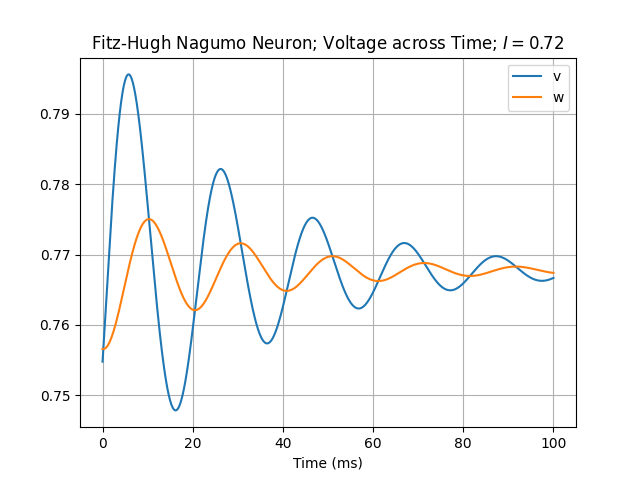 Fitz-Hugh Nagumo Neuron; Voltage across Time; I = 0.72
v
w
0.79
0.78
0.77
0.76
0.75
0 20 40 60 80 100
Time (ms)